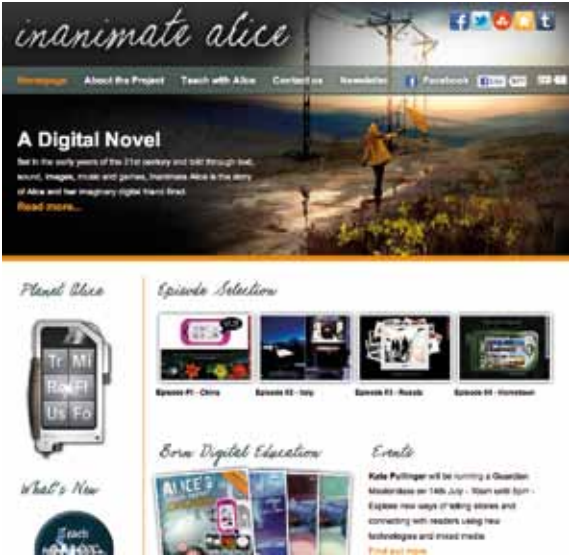 inanimate alice
Homepage About the Project Teach with Alice Contact us Newsletter Facebook Like
A Digital Novel
Set in the early years of the 21st century and told through text,
sound, images, music and games, Inanimate Alice is the story
of Alice and her imaginary digital friend Brad.
Read more...
Planet Alice
Episode Selection
Tr Mi
Ro Fl
Us Fo
Episode #1 - China
Episode #2 - Italy
Episode #3 - Russia
Episode #4 - Hometown
Born Digital Education
Events
ALICE'S
Kate Pullinger will be running a Guardian
Masterclass on 14th July - 10am until 5pm -
Explore new ways of telling stories and
connecting with readers using new
technologies and mixed media
Find out more
What's New
Teach